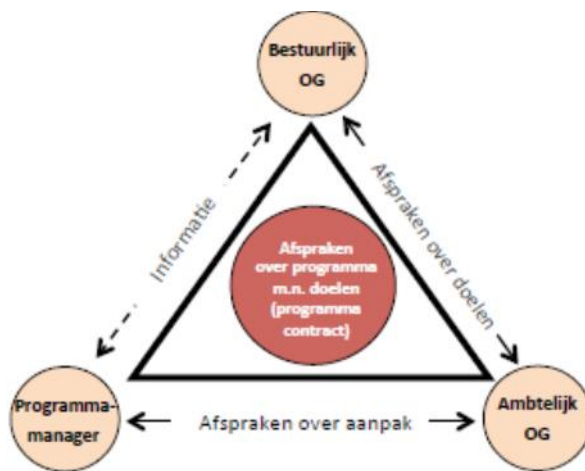 Bestuurlijk
OG
Informatie
Afspraken over doelen
Afspraken
over programma
m.n. doelen
(programma
contract)
Programma-
manager
Afspraken over aanpak
Ambtelijk
OG